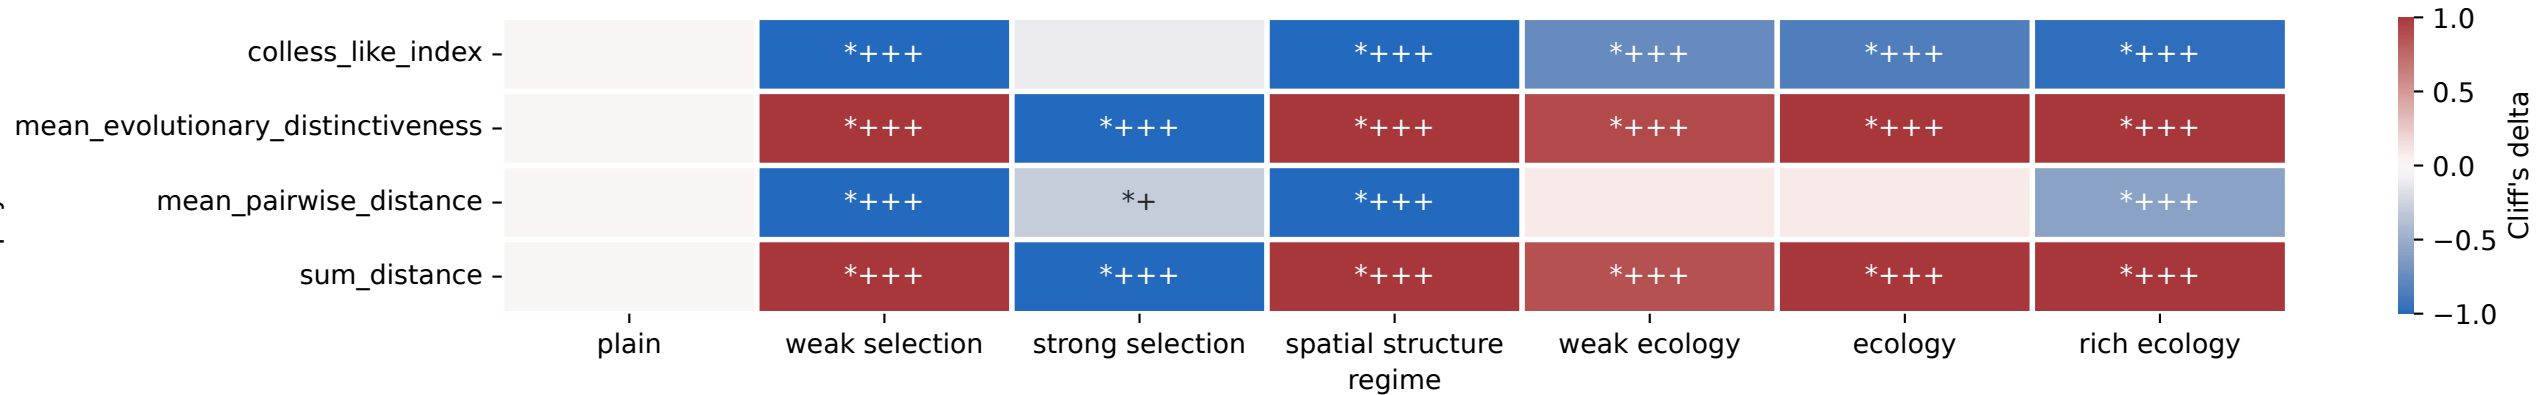 colless_like_index *+++ *+++ *+++ *+++ *+++
mean_evolutionary_distinctiveness *+++ *+++ *+++ *+++ *+++ *+++
mean_pairwise_distance *+++ *+ *+++ *+++
sum_distance *+++ *+++ *+++ *+++ *+++ *+++
plain weak selection strong selection spatial structure weak ecology ecology rich ecology
regime
1.0
0.5
0.0
−0.5
−1.0
Cliff's delta